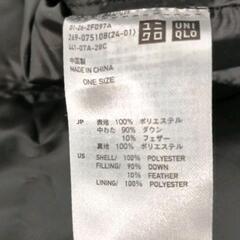 01-26-2F097A
269-075108(24-01)
441-07A-28C
ユニクロ
UNIQLO
中国製
MADE IN CHINA
ONE SIZE
JP 表地 100% ポリエステル
中わた 90% ダウン
10% フェザー
裏地 100% ポリエステル
US SHELL/ 100% POLYESTER
FILLING/ 90% DOWN
10% FEATHER
LINING/ 100% POLYESTER